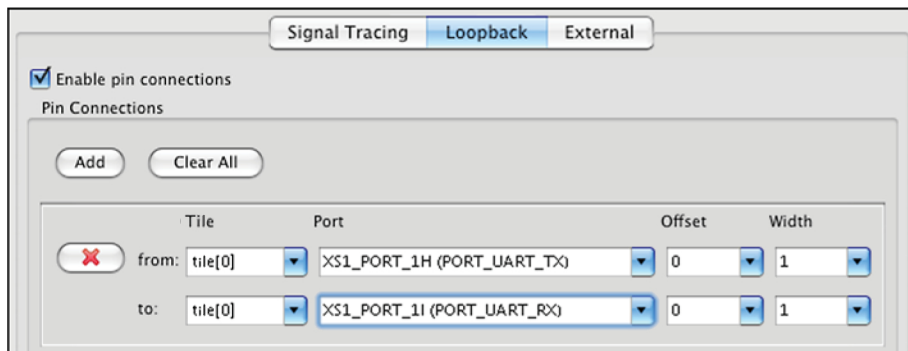 Signal Tracing Loopback External
Enable pin connections
Pin Connections
Add Clear All
Tile Port Offset Width
from: tile[0] XS1_PORT_1H (PORT_UART_TX) 0 1
to: tile[0] XS1_PORT_1I (PORT_UART_RX) 0 1